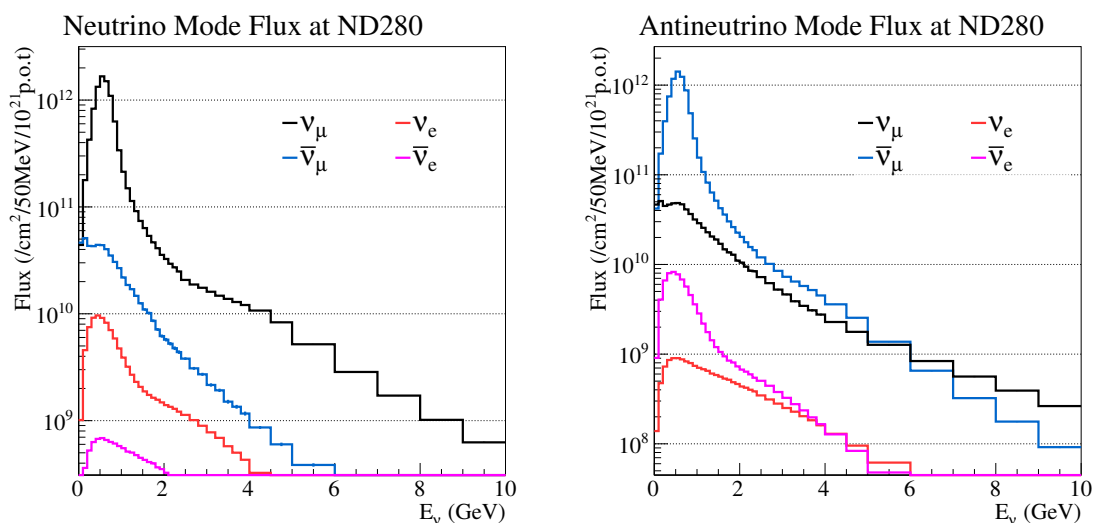 Neutrino Mode Flux at ND280
Flux (/cm²/50MeV/10²¹p.o.t)
10¹²
10¹¹
10¹⁰
10⁹
ν_μ
ν_e
ν̅_μ
ν̅_e
0 2 4 6 8 10
E_ν (GeV)
Antineutrino Mode Flux at ND280
Flux (/cm²/50MeV/10²¹p.o.t)
10¹²
10¹¹
10¹⁰
10⁹
10⁸
ν_μ
ν_e
ν̅_μ
ν̅_e
0 2 4 6 8 10
E_ν (GeV)